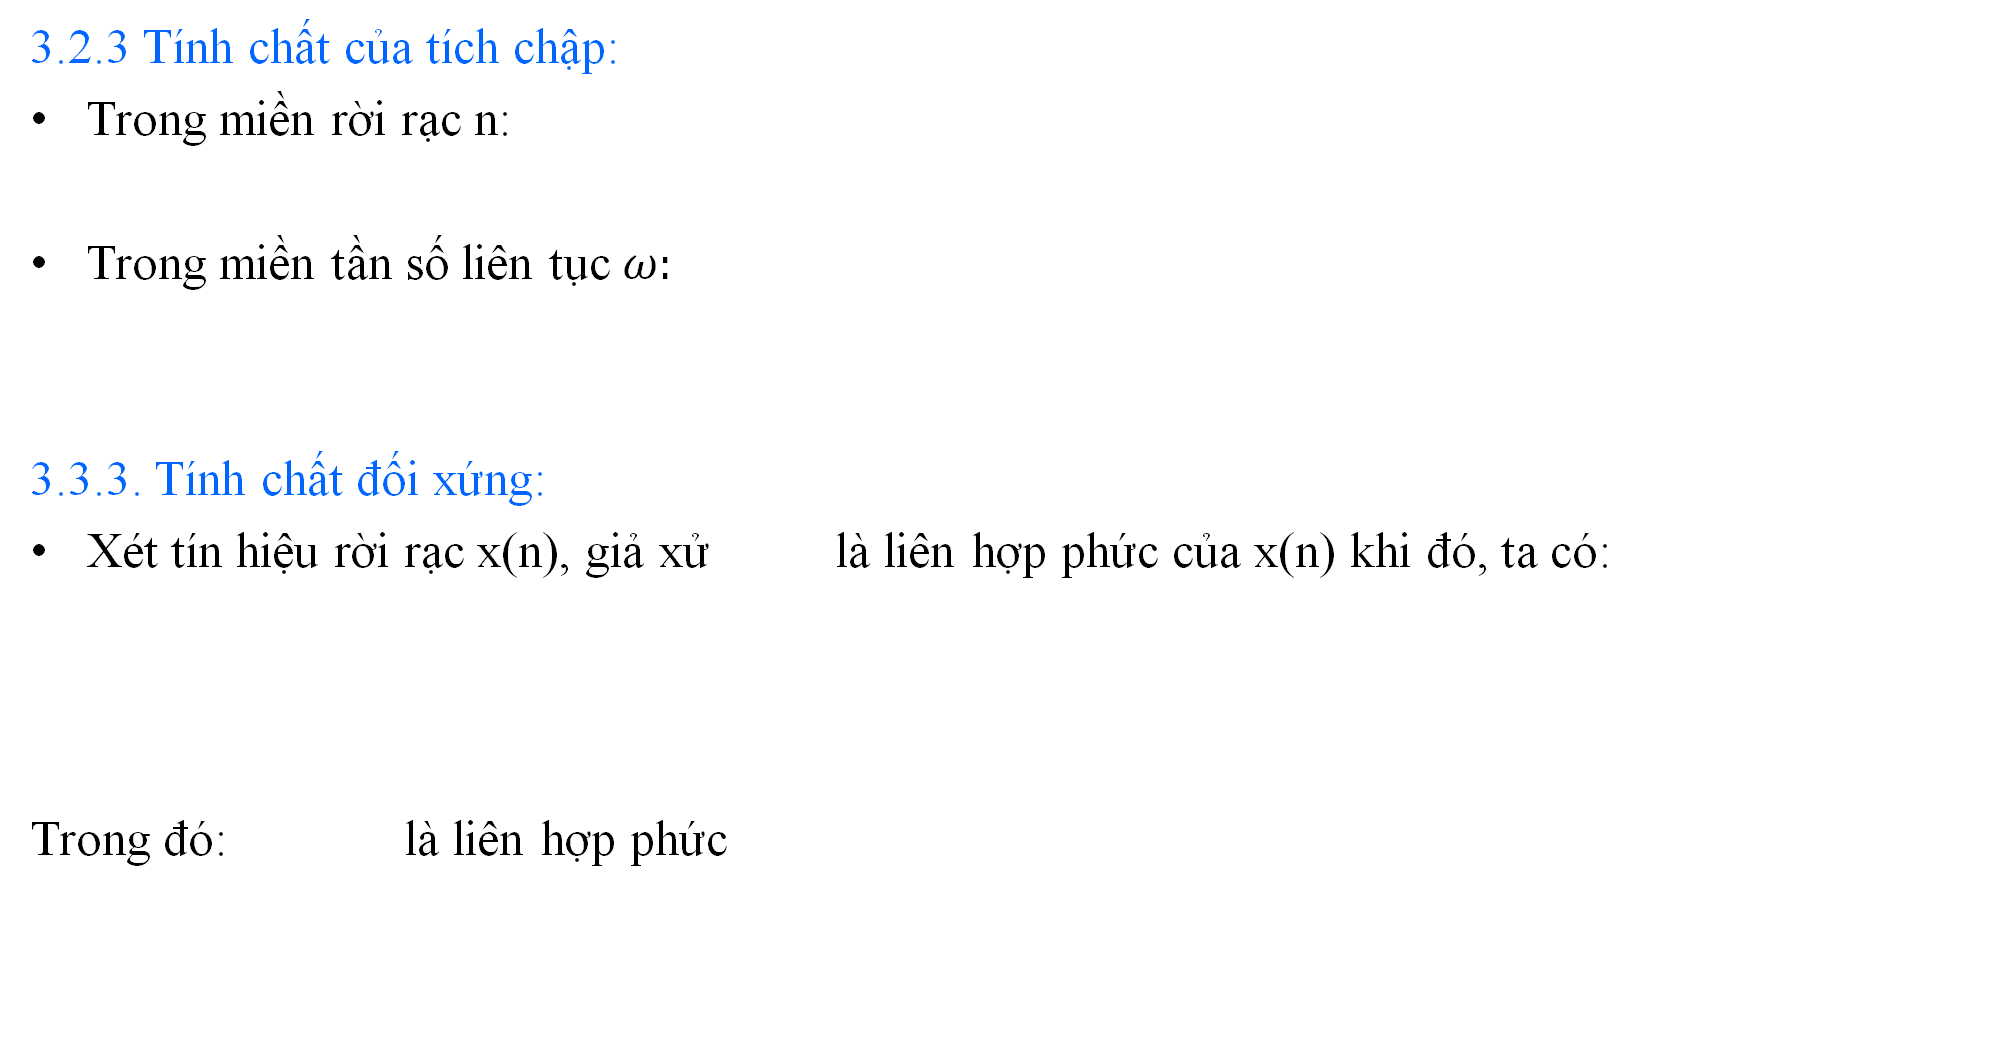 3.2.3 Tính chất của tích chập:
• Trong miền rời rạc n:
• Trong miền tần số liên tục ω:
3.3.3. Tính chất đối xứng:
• Xét tín hiệu rời rạc x(n), giả xử là liên hợp phức của x(n) khi đó, ta có:
Trong đó: là liên hợp phức